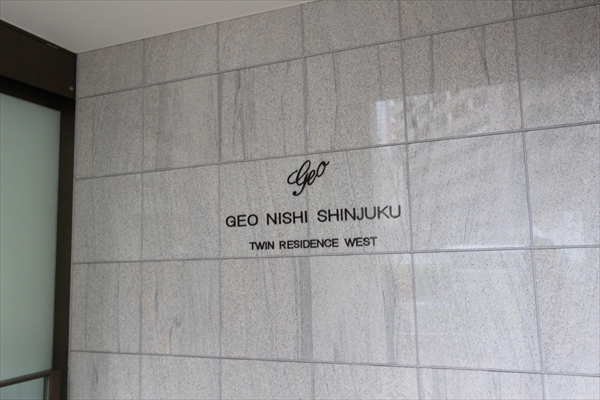 Geo
GEO NISHI SHINJUKU
TWIN RESIDENCE WEST